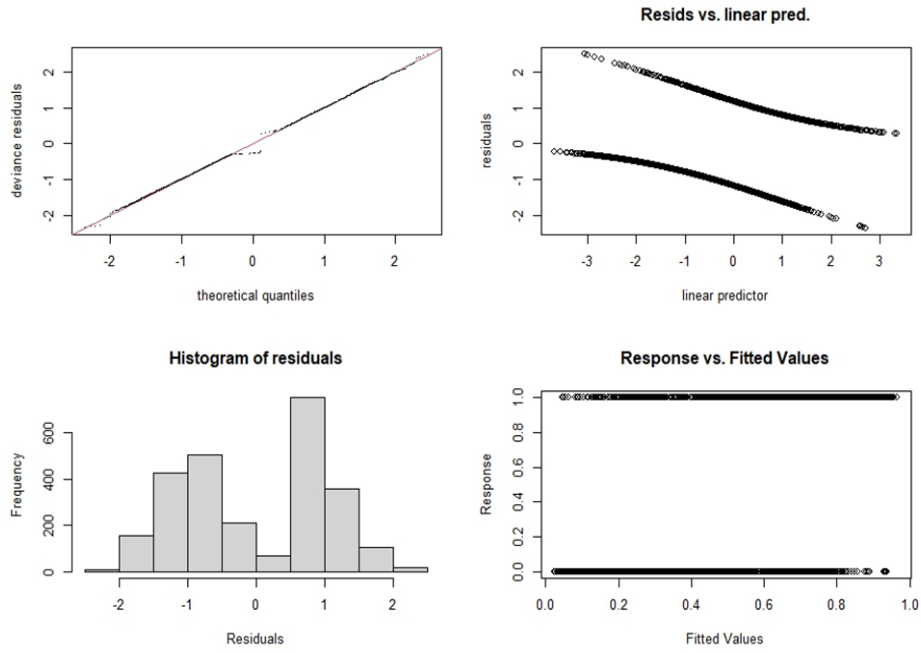 deviance residuals
2
1
0
-1
-2
-2 -1 0 1 2
theoretical quantiles
Resids vs. linear pred.
residuals
2
1
0
-1
-2
-3 -2 -1 0 1 2 3
linear predictor
Histogram of residuals
Frequency
600
400
200
0
-2 -1 0 1 2
Residuals
Response vs. Fitted Values
Response
1.0
0.8
0.6
0.4
0.2
0.0
0.0 0.2 0.4 0.6 0.8 1.0
Fitted Values